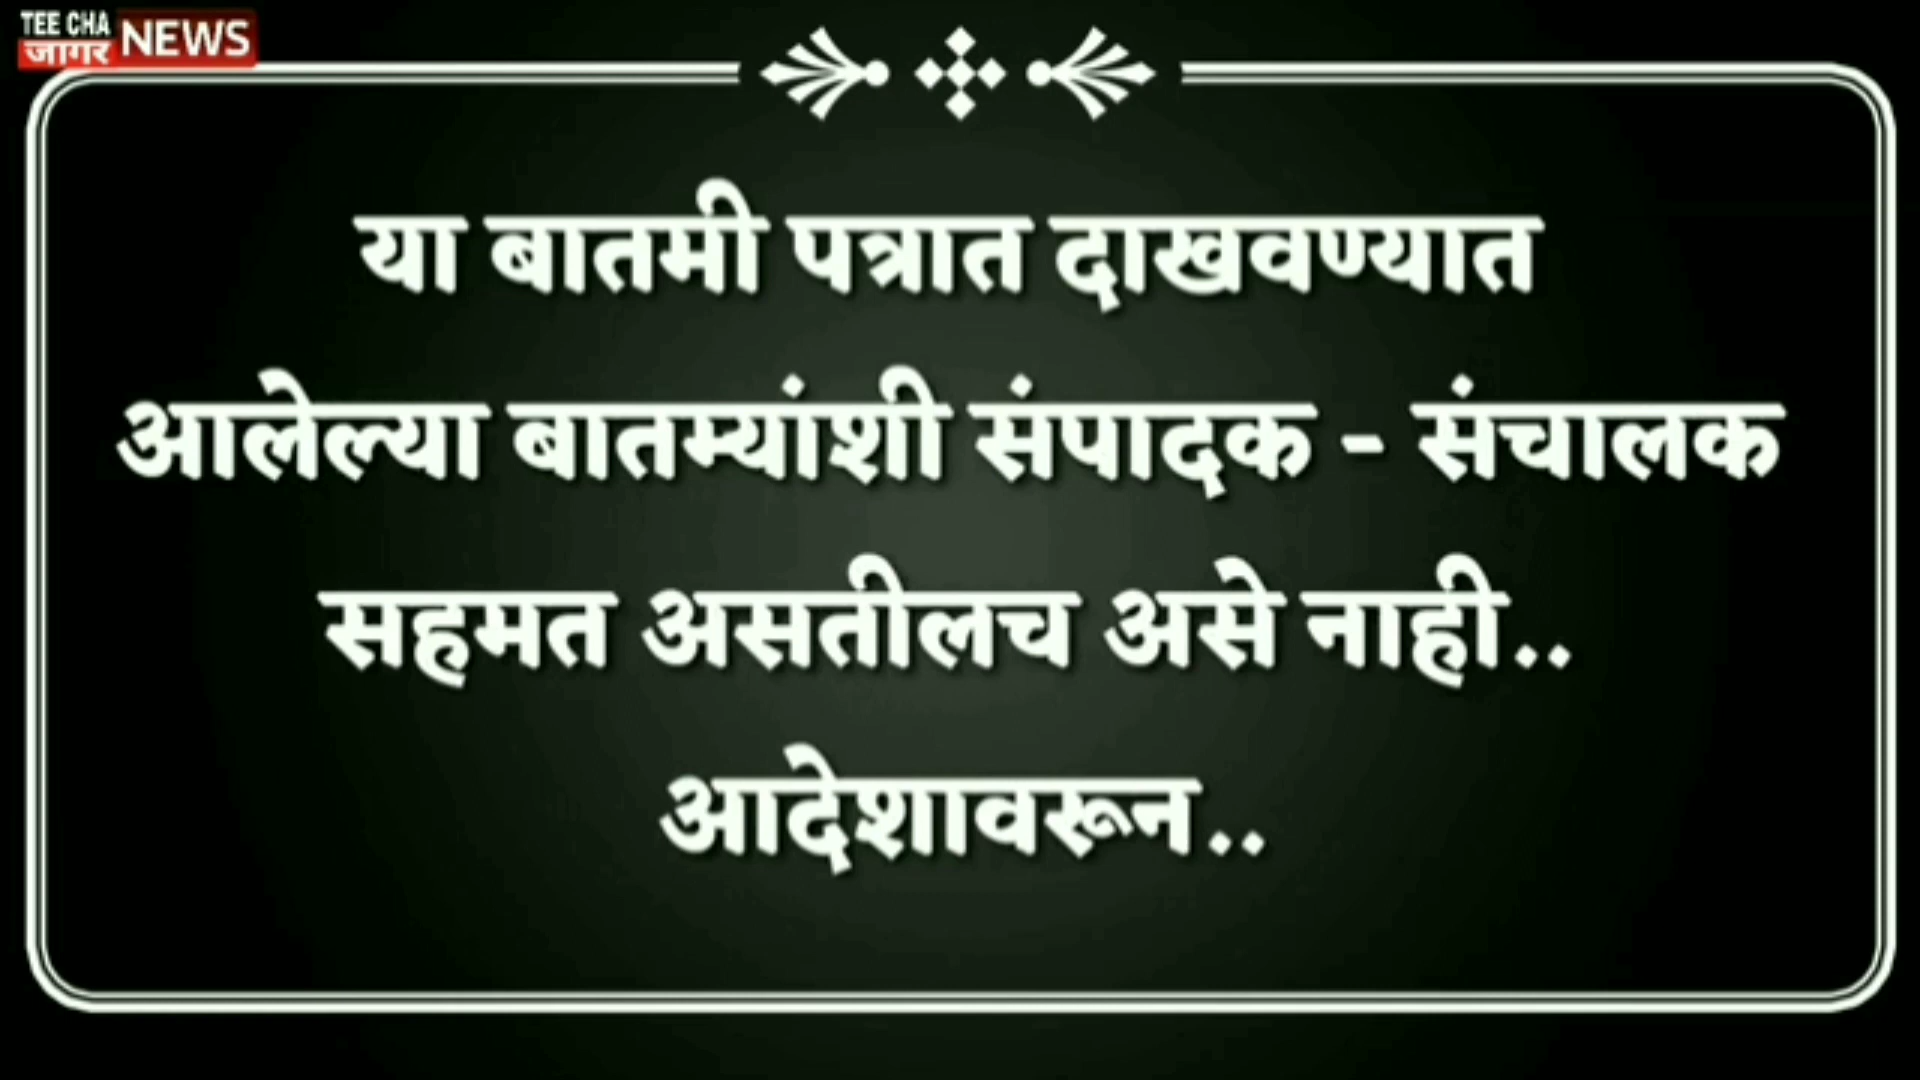 TEE CHA
जागर NEWS
या बातमी पत्रात दाखवण्यात
आलेल्या बातम्यांशी संपादक - संचालक
सहमत असतीलच असे नाही..
आदेशावरून..